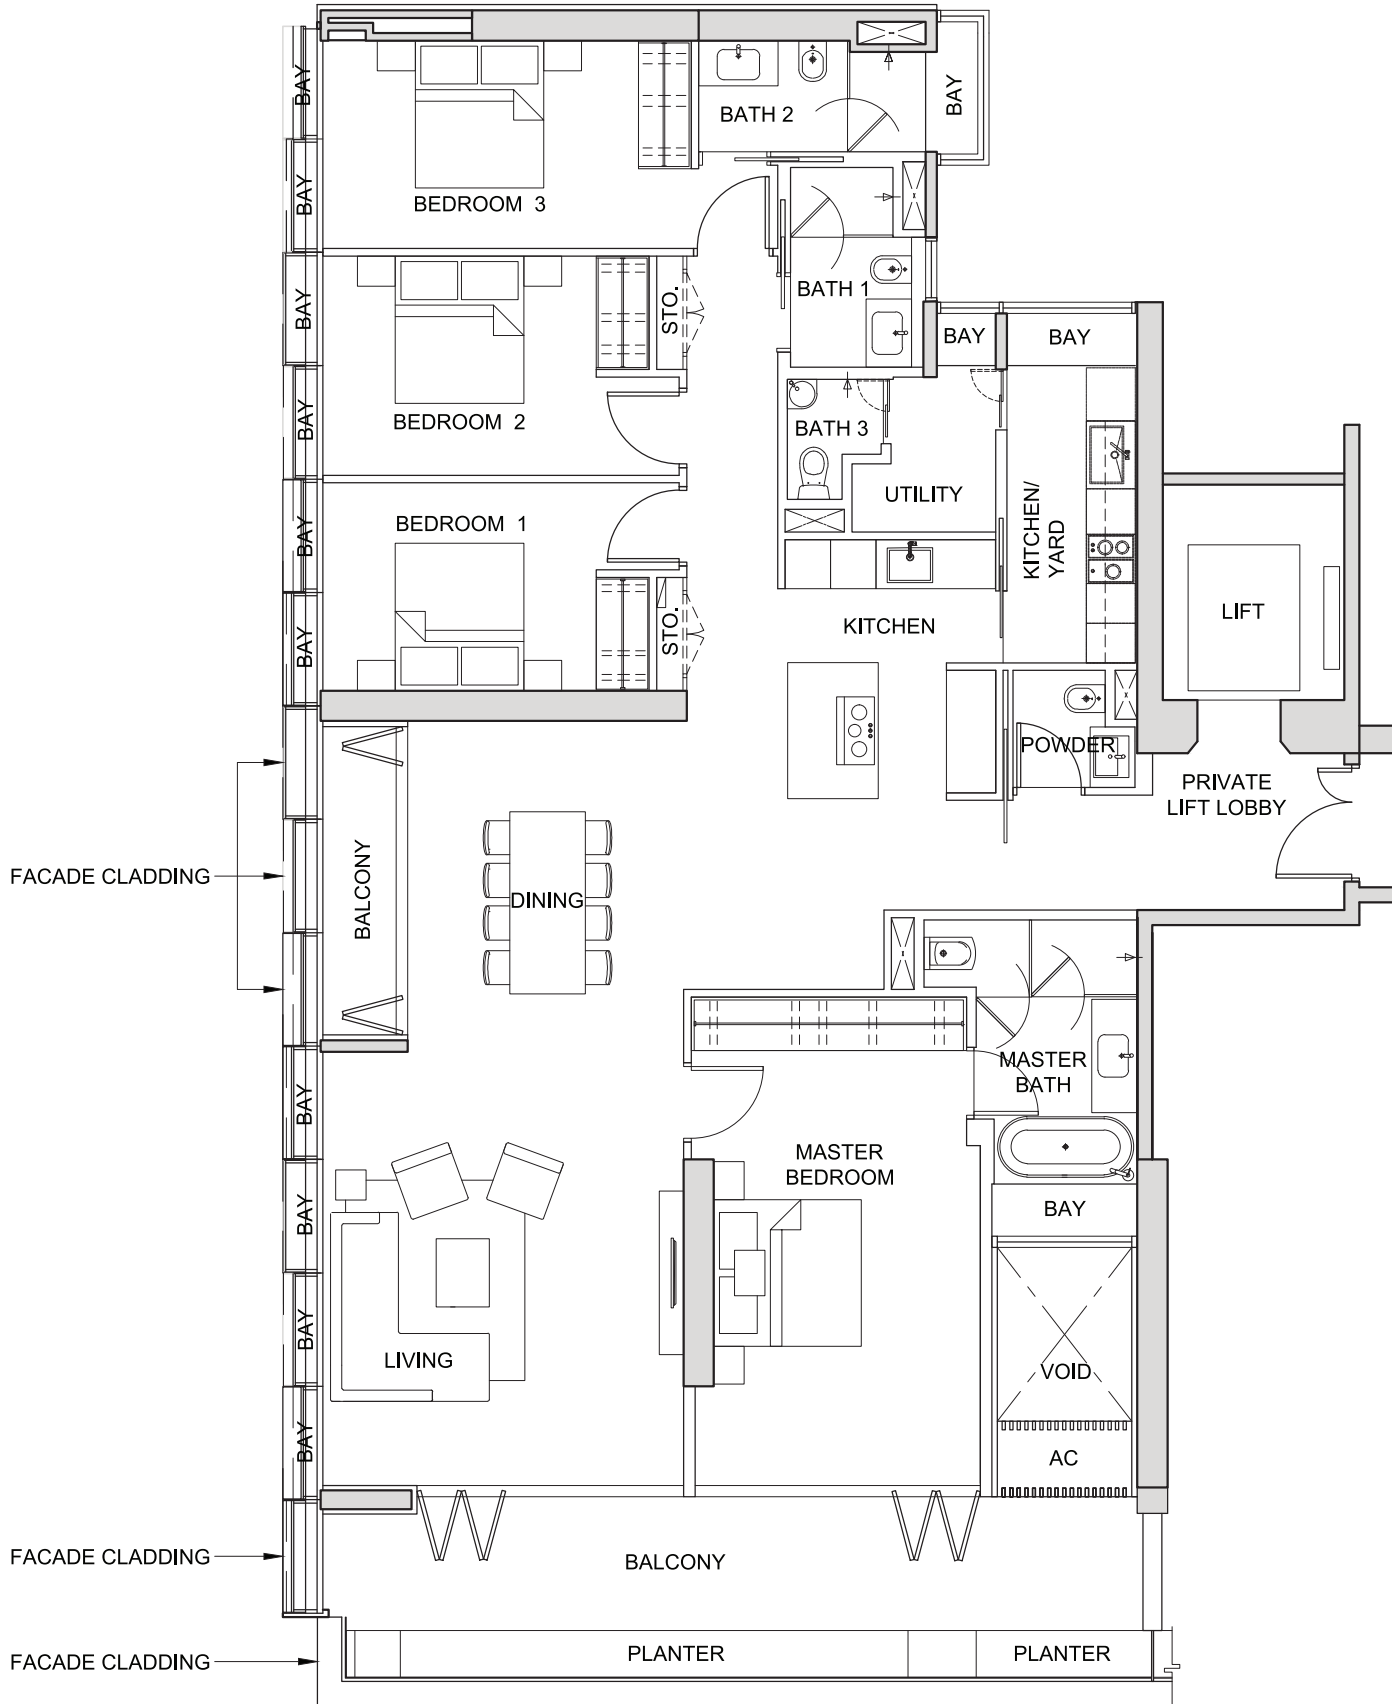 BAY
BATH 2
BAY
BAY
BEDROOM 3
BATH 1
BAY
STO.
BAY
BAY
BAY
BEDROOM 2
BATH 3
UTILITY
BEDROOM 1
BAY
KITCHEN/
YARD
LIFT
KITCHEN
STO.
BAY
POWDER
PRIVATE
LIFT LOBBY
FACADE CLADDING
BALCONY
DINING
MASTER
BATH
BAY
MASTER
BEDROOM
BAY
BAY
BAY
LIVING
VOID
BAY
AC
FACADE CLADDING
BALCONY
FACADE CLADDING
PLANTER
PLANTER